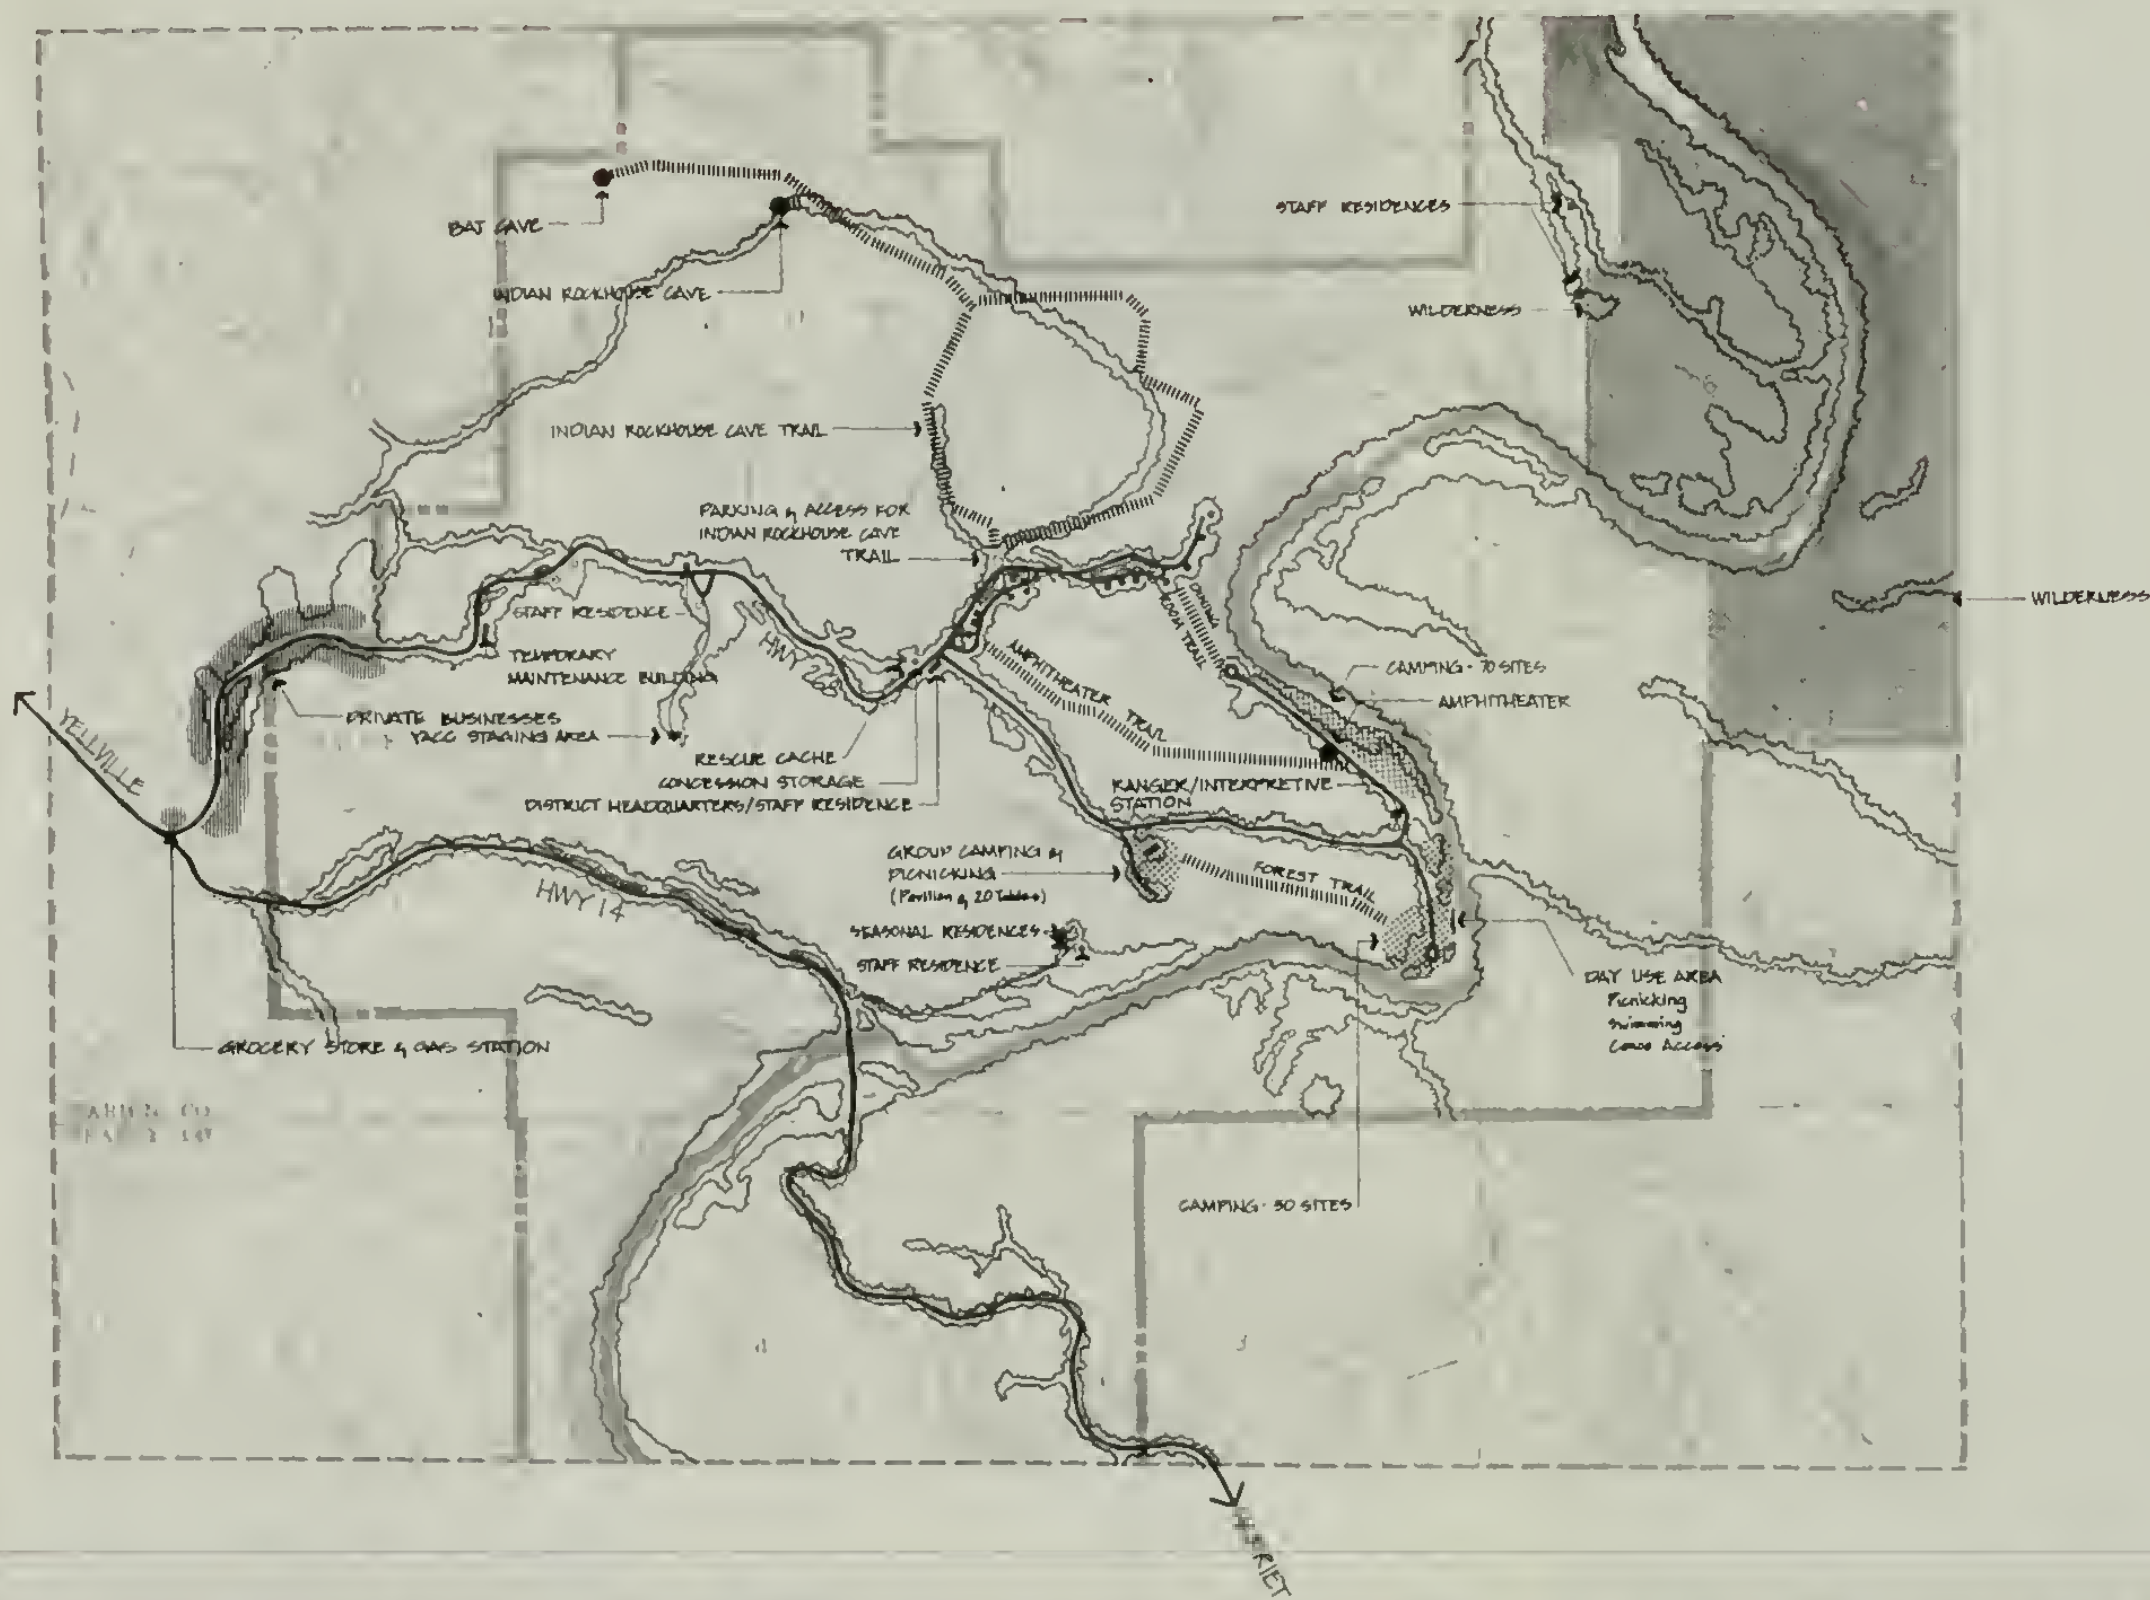 BAT CAVE
STAFF RESIDENCES
INDIAN ROCKHOUSE CAVE
WILDERNESS
INDIAN ROCKHOUSE CAVE TRAIL
PARKING & ACCESS FOR
INDIAN ROCKHOUSE CAVE
TRAIL
WILDERNESS
STAFF RESIDENCE
DINING
ROOM TRAIL
TEMPORARY
MAINTENANCE BUILDING
HWY 268
AMPHITHEATER TRAIL
CAMPING - 70 SITES
AMPHITHEATER
PRIVATE BUSINESSES
YACC STAGING AREA
YELLVILLE
RESCUE CACHE
CONCESSION STORAGE
DISTRICT HEADQUARTERS/STAFF RESIDENCE
RANGER/INTERPRETIVE
STATION
GROUP CAMPING &
PICNICKING
(Pavilion & 20 Tables)
FOREST TRAIL
HWY 14
SEASONAL RESIDENCES
STAFF RESIDENCE
DAY USE AREA
Picnicking
Swimming
Canoe Access
GROCERY STORE & GAS STATION
CAMPING - 50 SITES